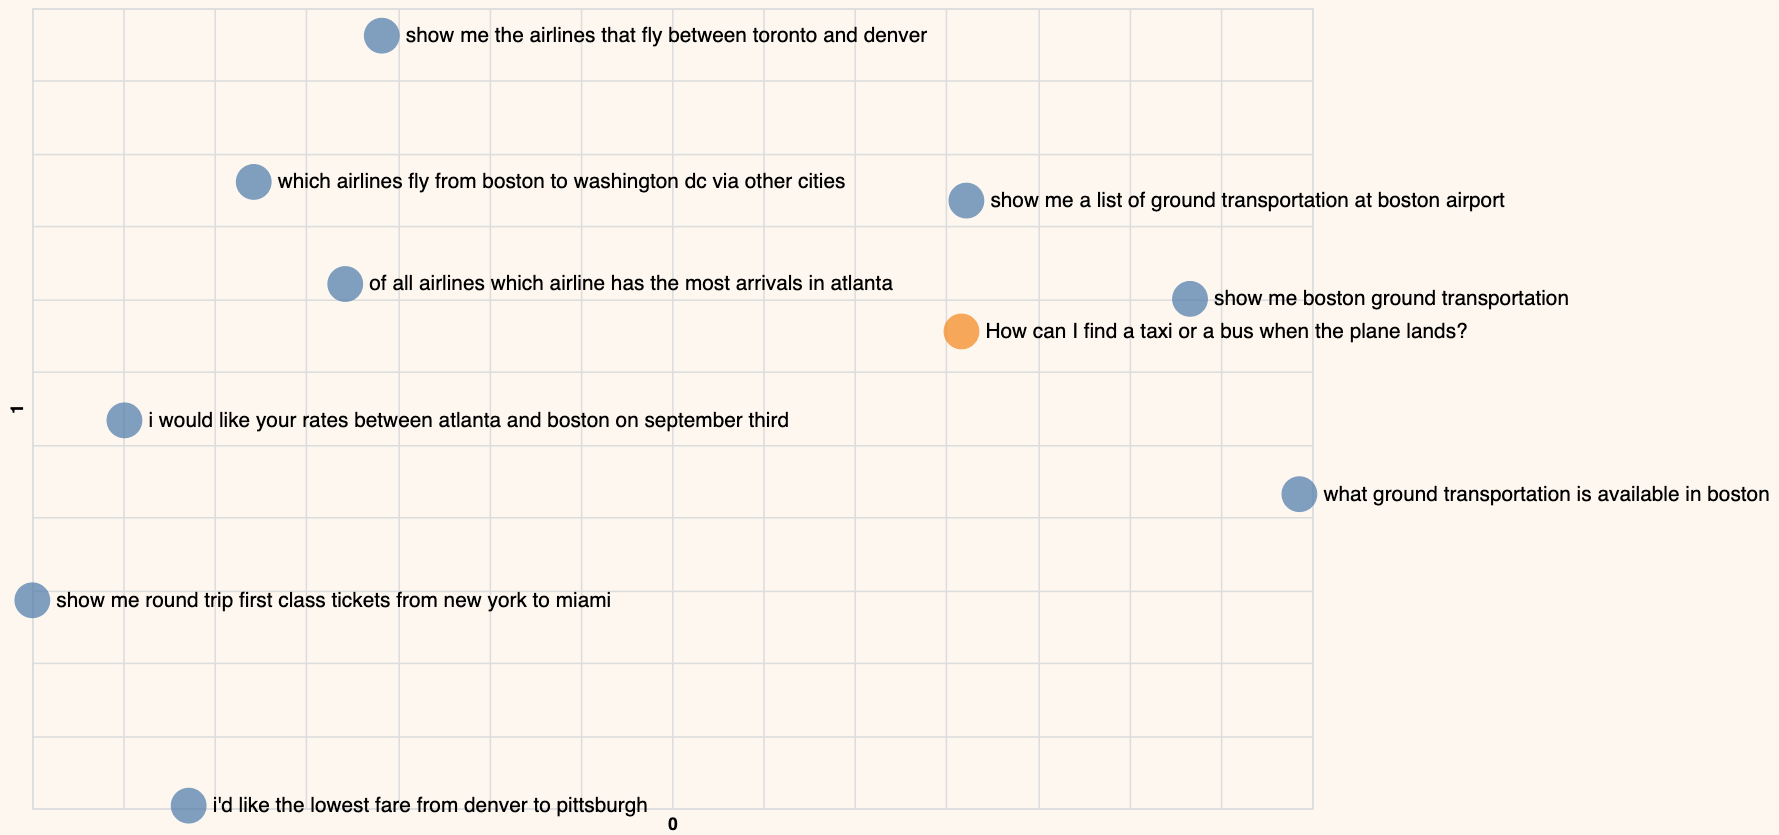 show me the airlines that fly between toronto and denver
which airlines fly from boston to washington dc via other cities
show me a list of ground transportation at boston airport
of all airlines which airline has the most arrivals in atlanta
show me boston ground transportation
How can I find a taxi or a bus when the plane lands?
1
i would like your rates between atlanta and boston on september third
what ground transportation is available in boston
show me round trip first class tickets from new york to miami
i'd like the lowest fare from denver to pittsburgh
0